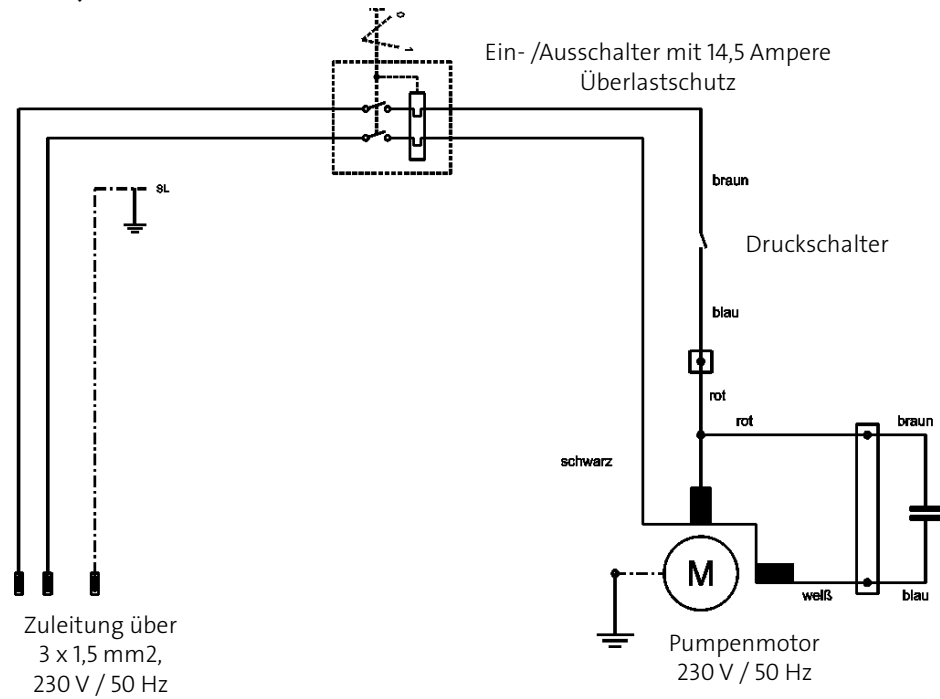 Ein- /Ausschalter mit 14,5 Ampere
Überlastschutz
SL
braun
Druckschalter
blau
rot
rot
braun
schwarz
M
weiß
blau
Zuleitung über
3 x 1,5 mm2,
230 V / 50 Hz
Pumpenmotor
230 V / 50 Hz